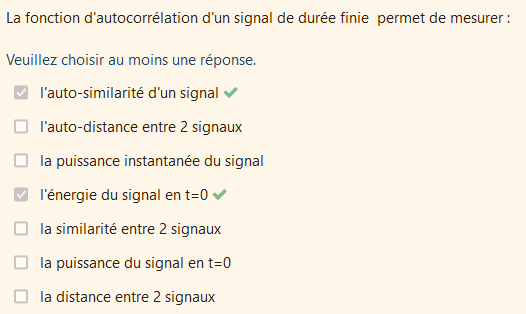 La fonction d'autocorrélation d'un signal de durée finie  permet de mesurer :
Veuillez choisir au moins une réponse.
l'auto-similarité d'un signal
l'auto-distance entre 2 signaux
la puissance instantanée du signal
l'énergie du signal en t=0
la similarité entre 2 signaux
la puissance du signal en t=0
la distance entre 2 signaux